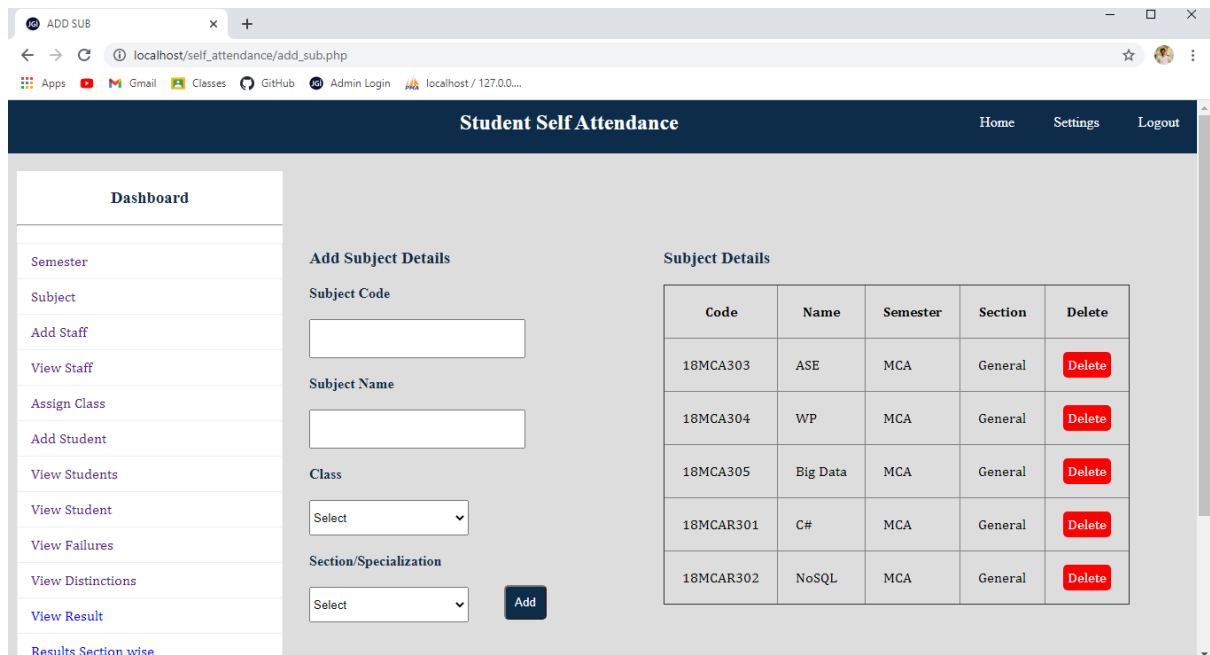 JGI ADD SUB
localhost/self_attendance/add_sub.php
Apps Gmail Classes GitHub JGI Admin Login PMA localhost / 127.0.0....
Student Self Attendance Home Settings Logout
Dashboard
Semester
Subject
Add Staff
View Staff
Assign Class
Add Student
View Students
View Student
View Failures
View Distinctions
View Result
Results Section wise
Add Subject Details
Subject Code
Subject Name
Class
Select
Section/Specialization
Select Add
Subject Details
Code Name Semester Section Delete
18MCA303 ASE MCA General Delete
18MCA304 WP MCA General Delete
18MCA305 Big Data MCA General Delete
18MCAR301 C# MCA General Delete
18MCAR302 NoSQL MCA General Delete